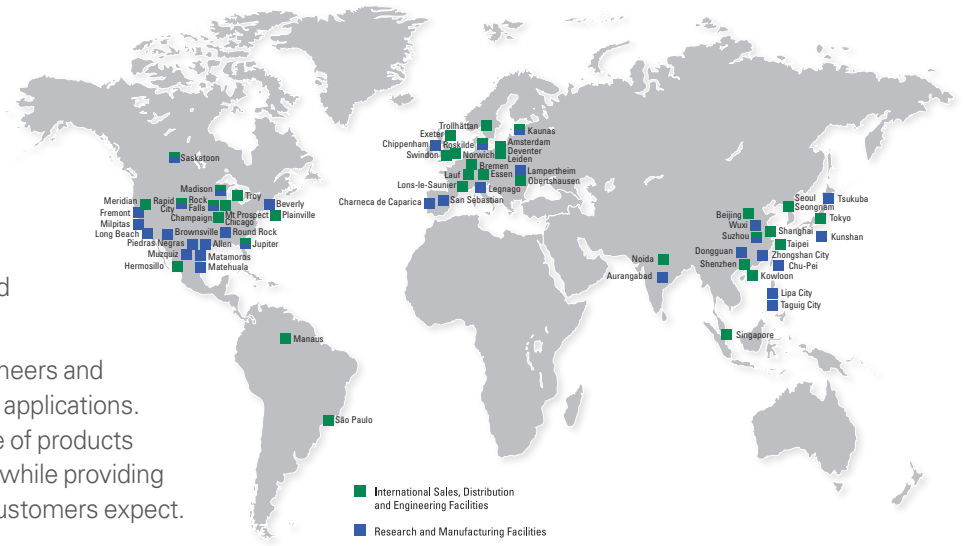 Trollhättan
Exeter
Kaunas
Chippenham
Roskilde
Amsterdam
Swindon
Norwich
Deventer
Leiden
Bremen
Lampertheim
Lauf
Essen
Obertshausen
Lons-le-Saunier
Legnago
Charneca de Caparica
San Sebastian
Saskatoon
Madison
Troy
Meridian
Rapid
City
Rock
Falls
Beverly
Fremont
Mt Prospect
Plainville
Champaign
Chicago
Milpitas
Long Beach
Brownsville
Round Rock
Piedras Negras
Allen
Jupiter
Muzquiz
Matamoros
Hermosillo
Matehuala
Seoul
Seongnam
Tsukuba
Beijing
Tokyo
Wuxi
Suzhou
Shanghai
Kunshan
Taipei
Dongguan
Zhongshan City
Noida
Shenzhen
Chu-Pei
Aurangabad
Kowloon
Lipa City
Taguig City
Singapore
Manaus
São Paulo
neers and
applications.
e of products
while providing
ustomers expect.
International Sales, Distribution
and Engineering Facilities
Research and Manufacturing Facilities